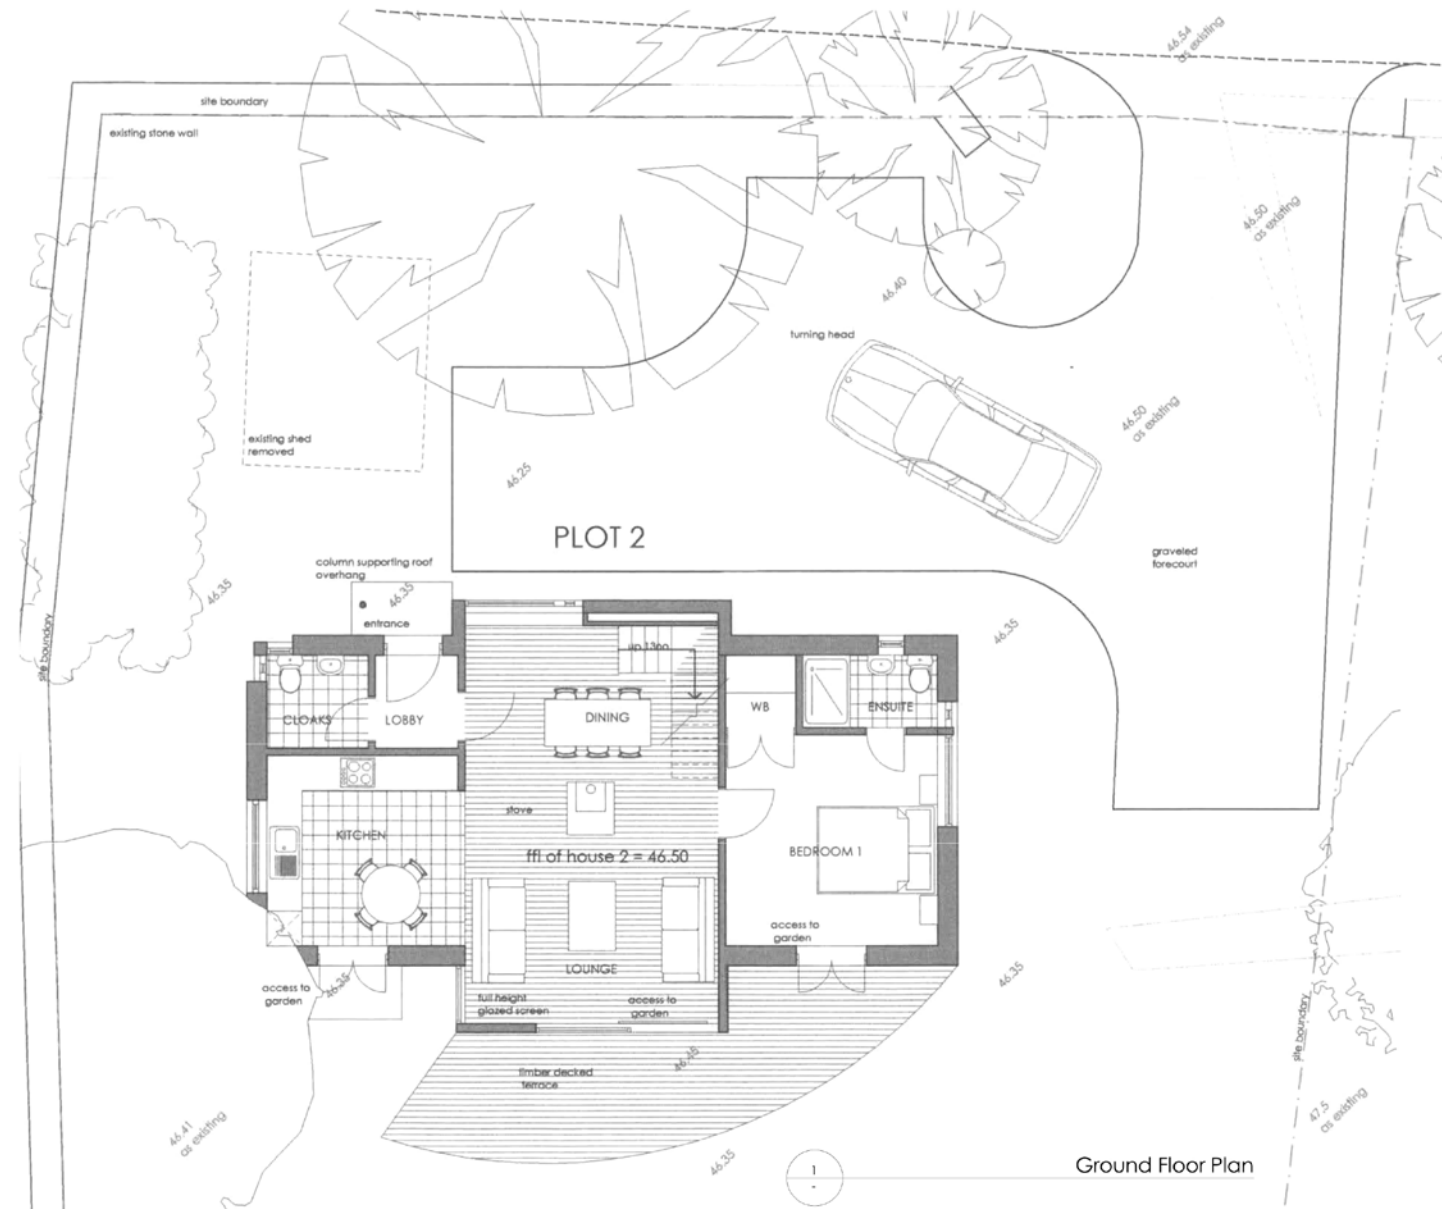 46.54
as existing
site boundary
existing stone wall
46.50
as existing
46.40
turning head
46.50
as existing
existing shed
removed
46.25
PLOT 2
graveled
forecourt
column supporting roof
overhang
46.35
46.35
entrance
46.35
site boundary
up 13no
CLOAKS
LOBBY
DINING
WB
ENSUITE
stove
KITCHEN
ffl of house 2 = 46.50
BEDROOM 1
access to
garden
LOUNGE
access to
garden
46.35
full height
glazed screen
access to
garden
46.35
site boundary
46.45
timber decked
terrace
46.41
as existing
47.5
as existing
46.35
1
-
Ground Floor Plan